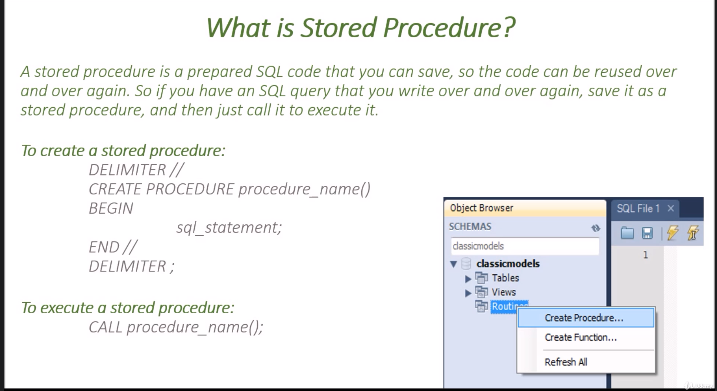 What is Stored Procedure?
A stored procedure is a prepared SQL code that you can save, so the code can be reused over
and over again. So if you have an SQL query that you write over and over again, save it as a
stored procedure, and then just call it to execute it.
To create a stored procedure:
DELIMITER //
CREATE PROCEDURE procedure_name()
BEGIN
sql_statement;
END //
DELIMITER ;
To execute a stored procedure:
CALL procedure_name();
Object Browser
SCHEMAS
classicmodels
classicmodels
Tables
Views
Routines
SQL File 1 ×
1
Create Procedure...
Create Function...
Refresh All